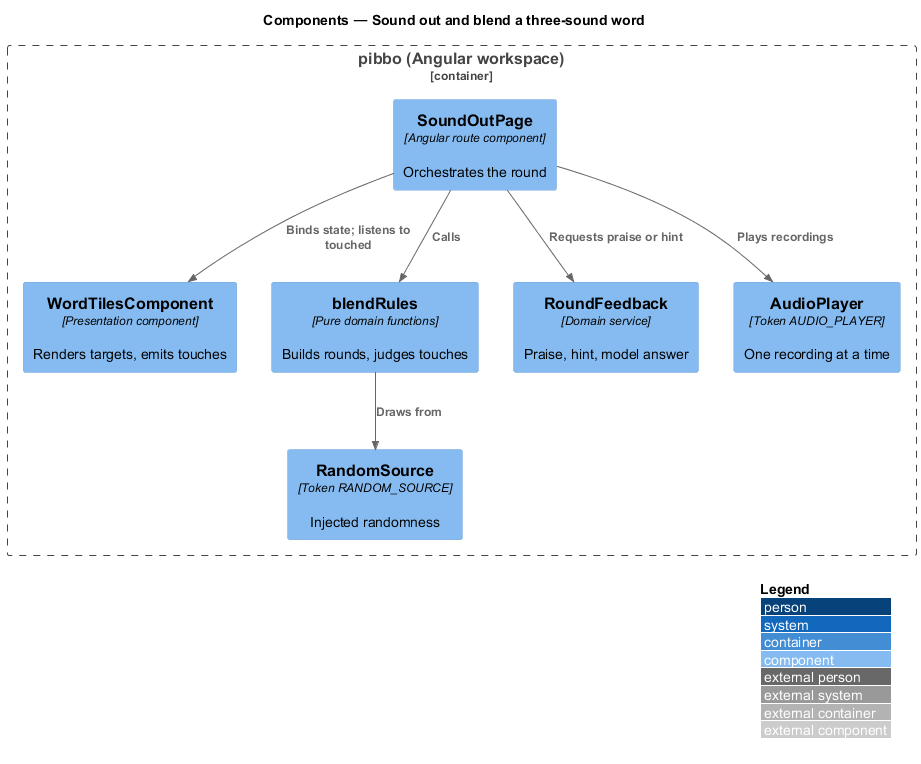 Components — Sound out and blend a three-sound word
pibbo (Angular workspace)
[container]
SoundOutPage
[Angular route component]
Orchestrates the round
Binds state; listens to
touched
Calls
Requests praise or hint
Plays recordings
WordTilesComponent
[Presentation component]
Renders targets, emits touches
blendRules
[Pure domain functions]
Builds rounds, judges touches
RoundFeedback
[Domain service]
Praise, hint, model answer
AudioPlayer
[Token AUDIO_PLAYER]
One recording at a time
Draws from
RandomSource
[Token RANDOM_SOURCE]
Injected randomness
Legend
person
system
container
component
external person
external system
external container
external component